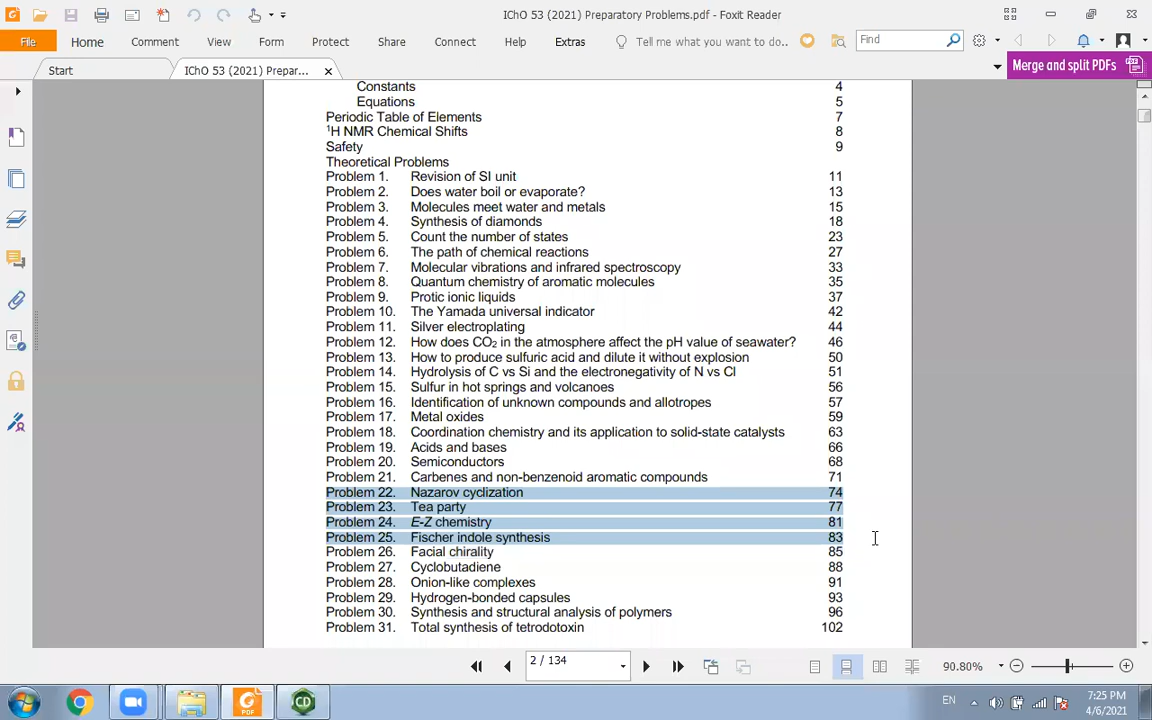 IChO 53 (2021) Preparatory Problems.pdf - Foxit Reader
File Home Comment View Form Protect Share Connect Help Extras Tell me what you want to do.. Find
Start IChO 53 (2021) Prepar... Merge and split PDFs
Constants 4
Equations 5
Periodic Table of Elements 7
¹H NMR Chemical Shifts 8
Safety 9
Theoretical Problems
Problem 1. Revision of SI unit 11
Problem 2. Does water boil or evaporate? 13
Problem 3. Molecules meet water and metals 15
Problem 4. Synthesis of diamonds 18
Problem 5. Count the number of states 23
Problem 6. The path of chemical reactions 27
Problem 7. Molecular vibrations and infrared spectroscopy 33
Problem 8. Quantum chemistry of aromatic molecules 35
Problem 9. Protic ionic liquids 37
Problem 10. The Yamada universal indicator 42
Problem 11. Silver electroplating 44
Problem 12. How does CO₂ in the atmosphere affect the pH value of seawater? 46
Problem 13. How to produce sulfuric acid and dilute it without explosion 50
Problem 14. Hydrolysis of C vs Si and the electronegativity of N vs Cl 51
Problem 15. Sulfur in hot springs and volcanoes 56
Problem 16. Identification of unknown compounds and allotropes 57
Problem 17. Metal oxides 59
Problem 18. Coordination chemistry and its application to solid-state catalysts 63
Problem 19. Acids and bases 66
Problem 20. Semiconductors 68
Problem 21. Carbenes and non-benzenoid aromatic compounds 71
Problem 22. Nazarov cyclization 74
Problem 23. Tea party 77
Problem 24. E-Z chemistry 81
Problem 25. Fischer indole synthesis 83
Problem 26. Facial chirality 85
Problem 27. Cyclobutadiene 88
Problem 28. Onion-like complexes 91
Problem 29. Hydrogen-bonded capsules 93
Problem 30. Synthesis and structural analysis of polymers 96
Problem 31. Total synthesis of tetrodotoxin 102
2 / 134 90.80%
PDF CD EN 7:25 PM
4/6/2021